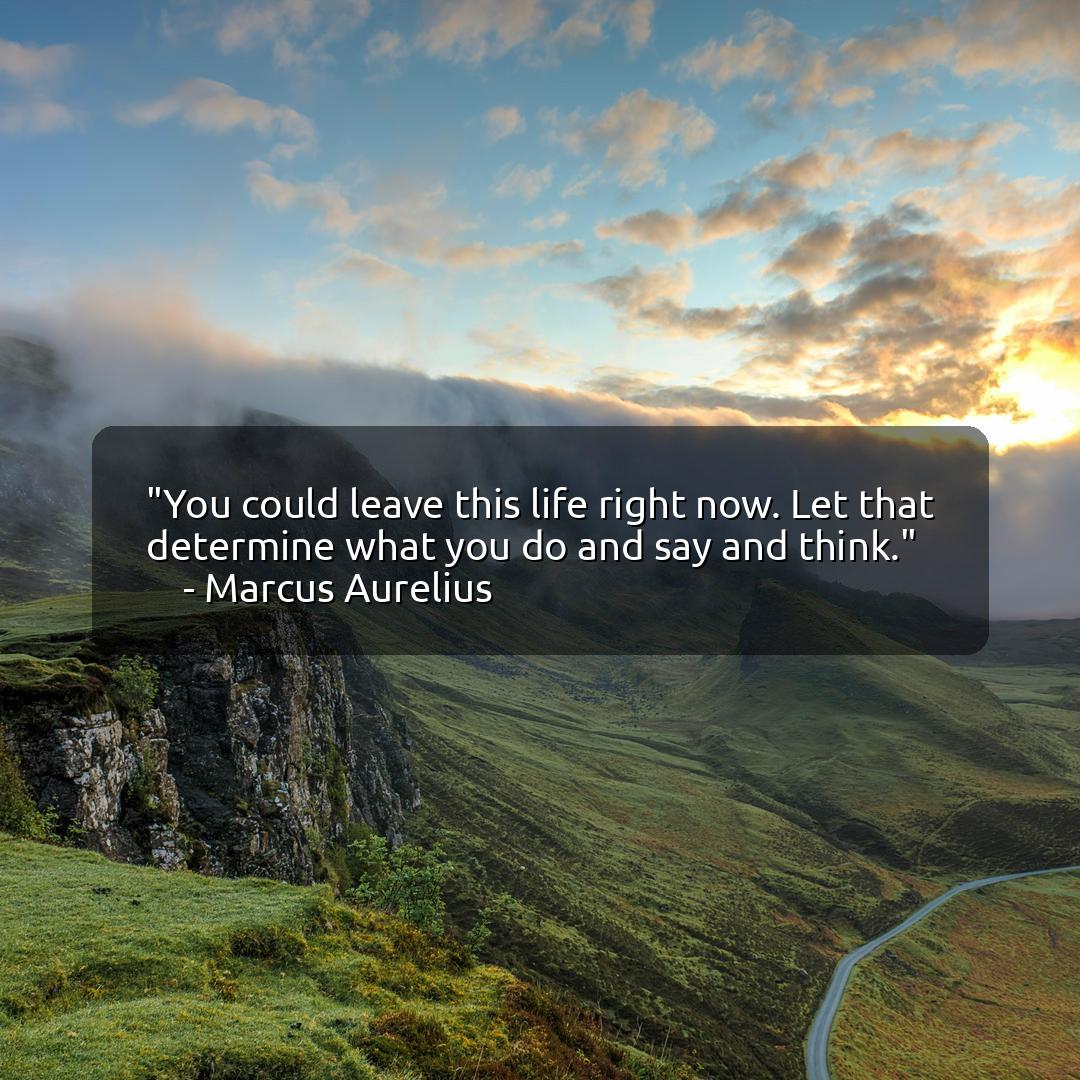 "You could leave this life right now. Let that
determine what you do and say and think."
- Marcus Aurelius